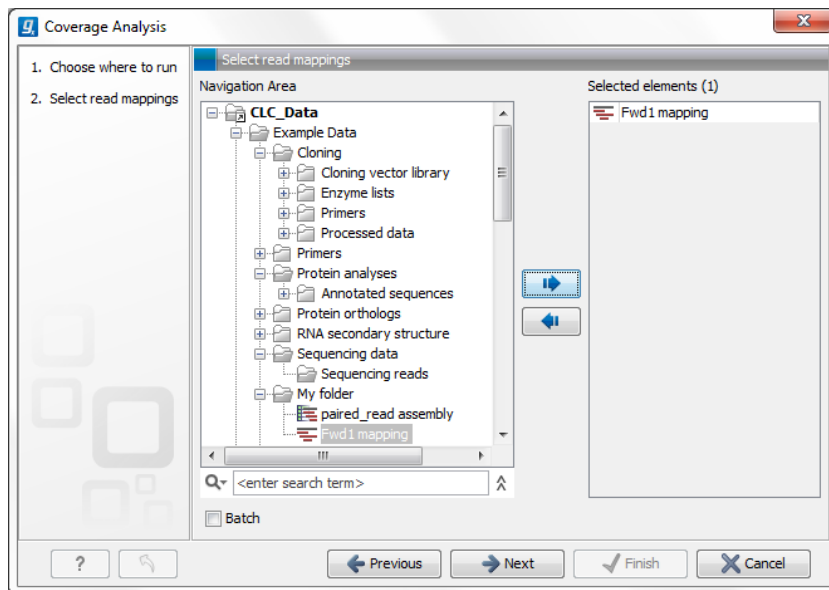 Coverage Analysis
1. Choose where to run
2. Select read mappings
Select read mappings
Navigation Area
CLC_Data
Example Data
Cloning
Cloning vector library
Enzyme lists
Primers
Processed data
Primers
Protein analyses
Annotated sequences
Protein orthologs
RNA secondary structure
Sequencing data
Sequencing reads
My folder
paired_read assembly
Fwd1 mapping
<enter search term>
Batch
Selected elements (1)
Fwd1 mapping
?
Previous
Next
Finish
Cancel